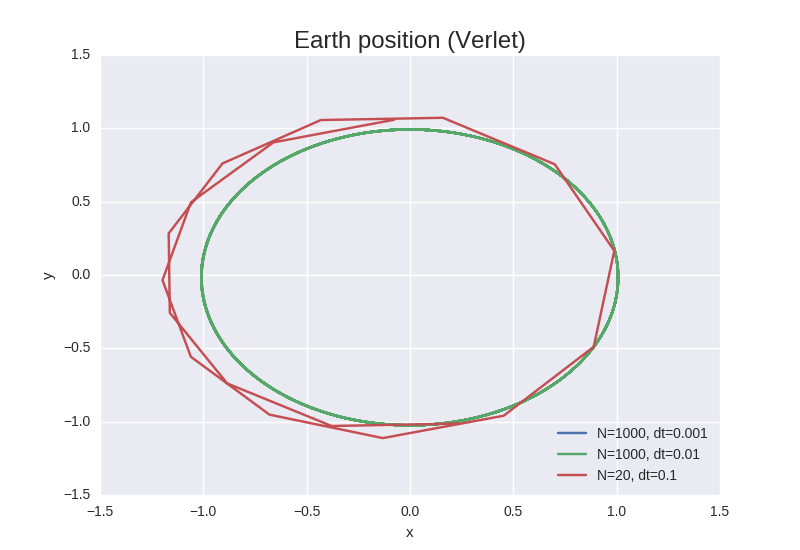 Earth position (Verlet)
1.5
1.0
0.5
0.0
−0.5
−1.0
−1.5
y
−1.5 −1.0 −0.5 0.0 0.5 1.0 1.5
x
N=1000, dt=0.001
N=1000, dt=0.01
N=20, dt=0.1